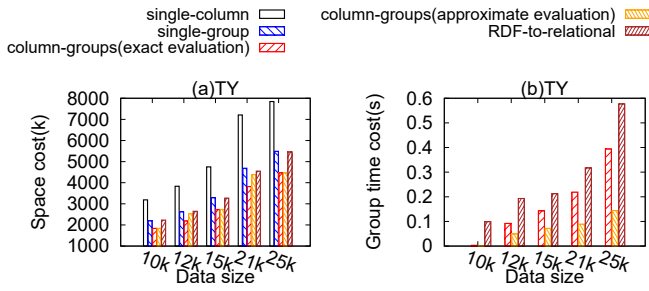 single-column
single-group
column-groups(exact evaluation)
column-groups(approximate evaluation)
RDF-to-relational
(a)TY
Space cost(k)
8000
7000
6000
5000
4000
3000
2000
1000
10k 12k 15k 21k 25k
Data size
(b)TY
Group time cost(s)
0.6
0.5
0.4
0.3
0.2
0.1
0
10k 12k 15k 21k 25k
Data size